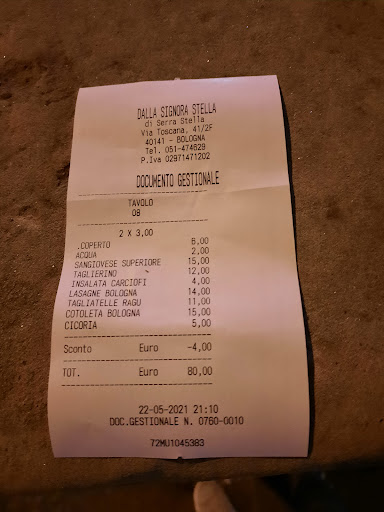 DALLA SIGNORA STELLA
di Serra Stella
Via Toscana, 41/2F
40141 - BOLOGNA
Tel. 051-474629
P.Iva 02971471202
DOCUMENTO GESTIONALE
TAVOLO
08
2 X 3,00
.COPERTO 6,00
ACQUA 2,00
SANGIOVESE SUPERIORE 15,00
TAGLIERINO 12,00
INSALATA CARCIOFI 4,00
LASAGNE BOLOGNA 14,00
TAGLIATELLE RAGU 11,00
COTOLETA BOLOGNA 15,00
CICORIA 5,00
Sconto Euro -4,00
TOT. Euro 80,00
22-05-2021 21:10
DOC.GESTIONALE N. 0760-0010
72MU1045383